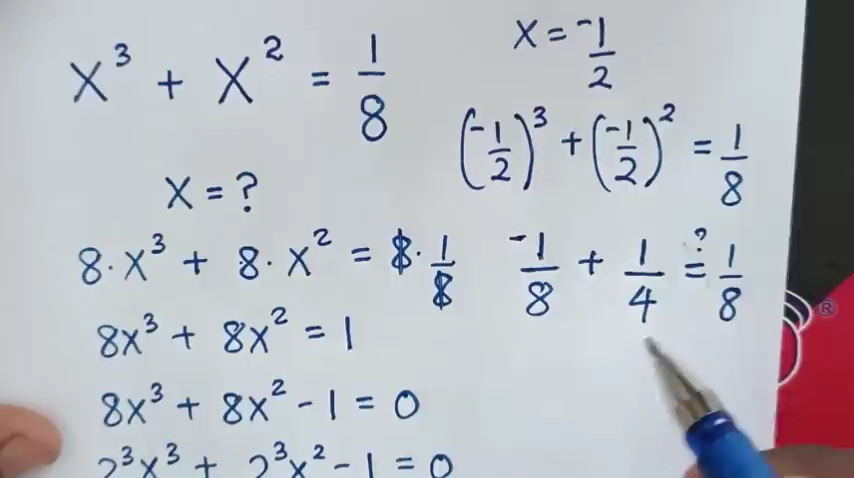 x³ + x² = 1/8
x = ?
8·x³ + 8·x² = 8·1/8
8x³ + 8x² = 1
8x³ + 8x² - 1 = 0
2³x³ + 2³x² - 1 = 0
x = -1/2
(-1/2)³ + (-1/2)² = 1/8
-1/8 + 1/4 ≟ 1/8
®